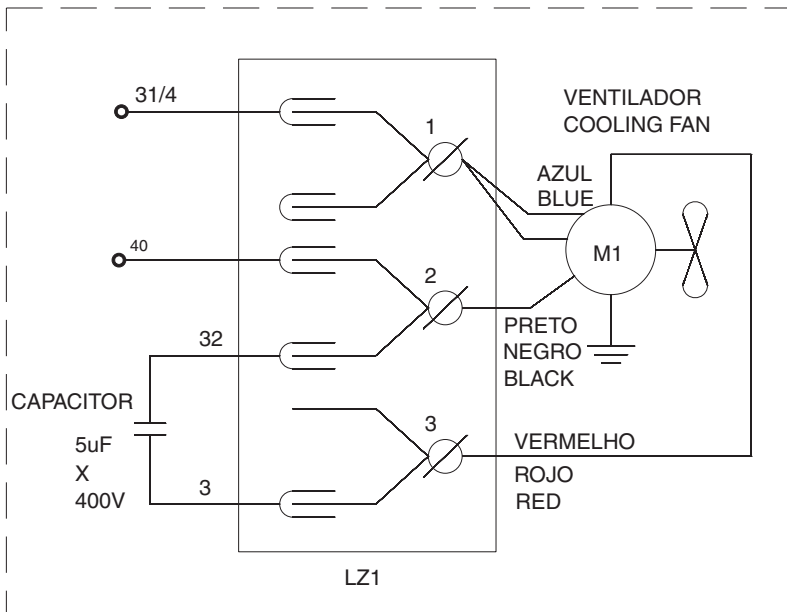 31/4
VENTILADOR
COOLING FAN
1
AZUL
BLUE
40
M1
2
PRETO
NEGRO
BLACK
32
CAPACITOR
5uF
X
400V
3
VERMELHO
ROJO
RED
3
LZ1